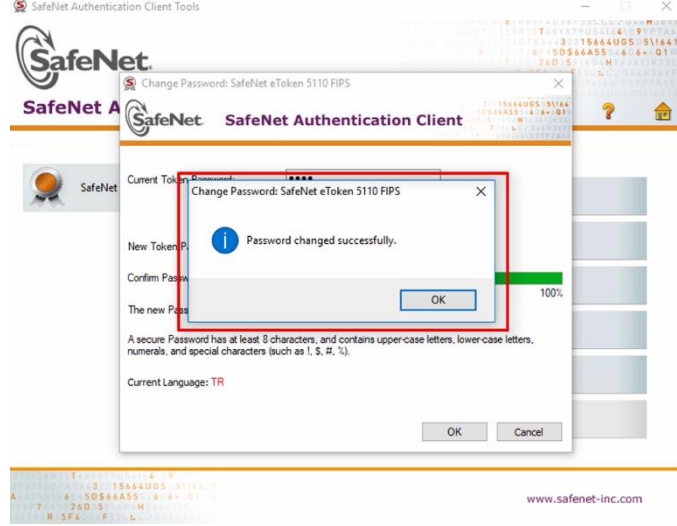 SafeNet Authentication Client Tools
SafeNet.
SafeNet A
Change Password: SafeNet eToken 5110 FIPS
SafeNet.
SafeNet Authentication Client
SafeNet
Current Token Password:
Change Password: SafeNet eToken 5110 FIPS
Password changed successfully.
OK
New Token P
Confirm Passw
100%
The new Pass
A secure Password has at least 8 characters, and contains upper-case letters, lower-case letters,
numerals, and special characters (such as !, $, #, %).
Current Language: TR
OK
Cancel
www.safenet-inc.com